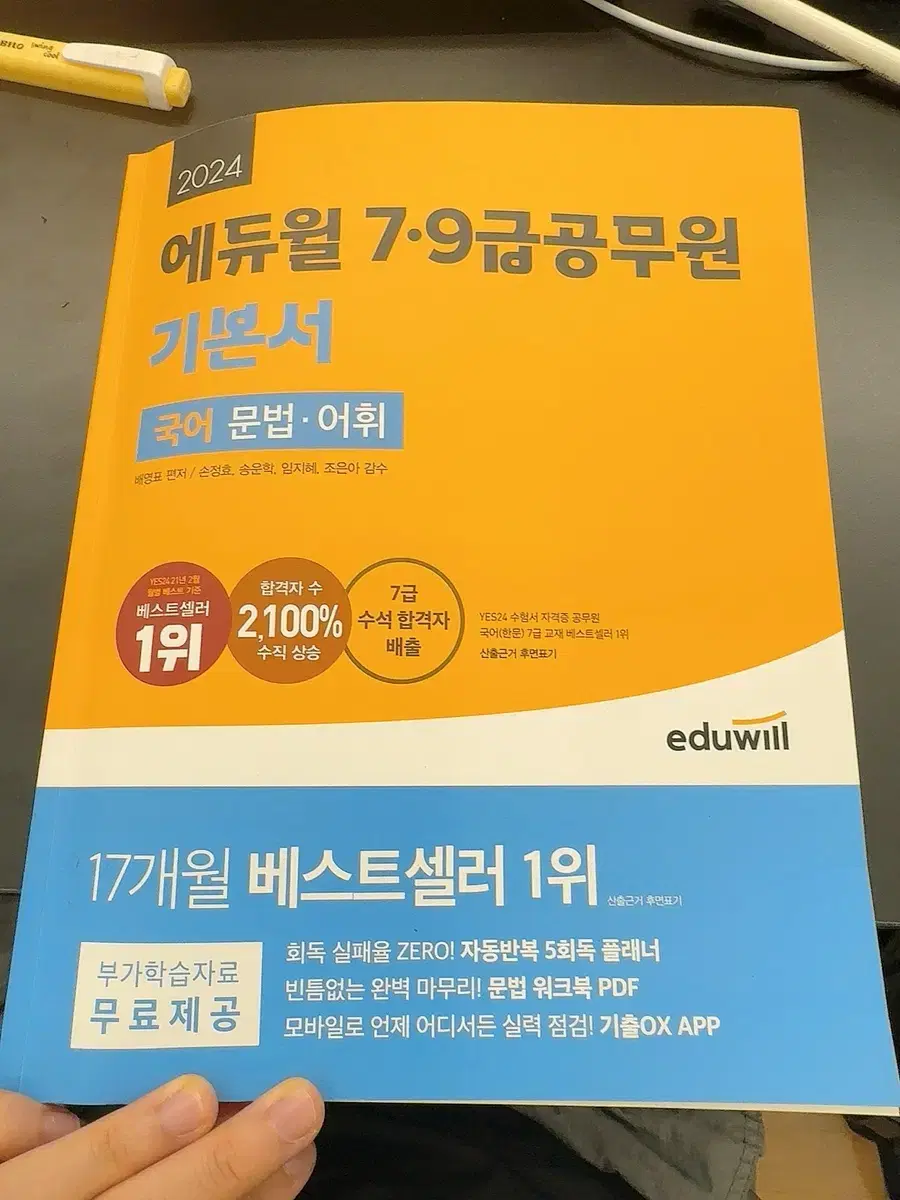 2024
에듀윌 7·9급공무원
기본서
국어 문법·어휘
배영표 편저 / 손정효, 송운학, 임지혜, 조은아 감수
YES24 21년 2월
월별 베스트 기준
베스트셀러
1위
합격자 수
2,100%
수직 상승
7급
수석 합격자
배출
YES24 수험서 자격증 공무원
국어(한문) 7급 교재 베스트셀러 1위
산출근거 후면표기
eduwill
17개월 베스트셀러 1위
산출근거 후면표기
부가학습자료
무료제공
회독 실패율 ZERO! 자동반복 5회독 플래너
빈틈없는 완벽 마무리! 문법 워크북 PDF
모바일로 언제 어디서든 실력 점검! 기출OX APP